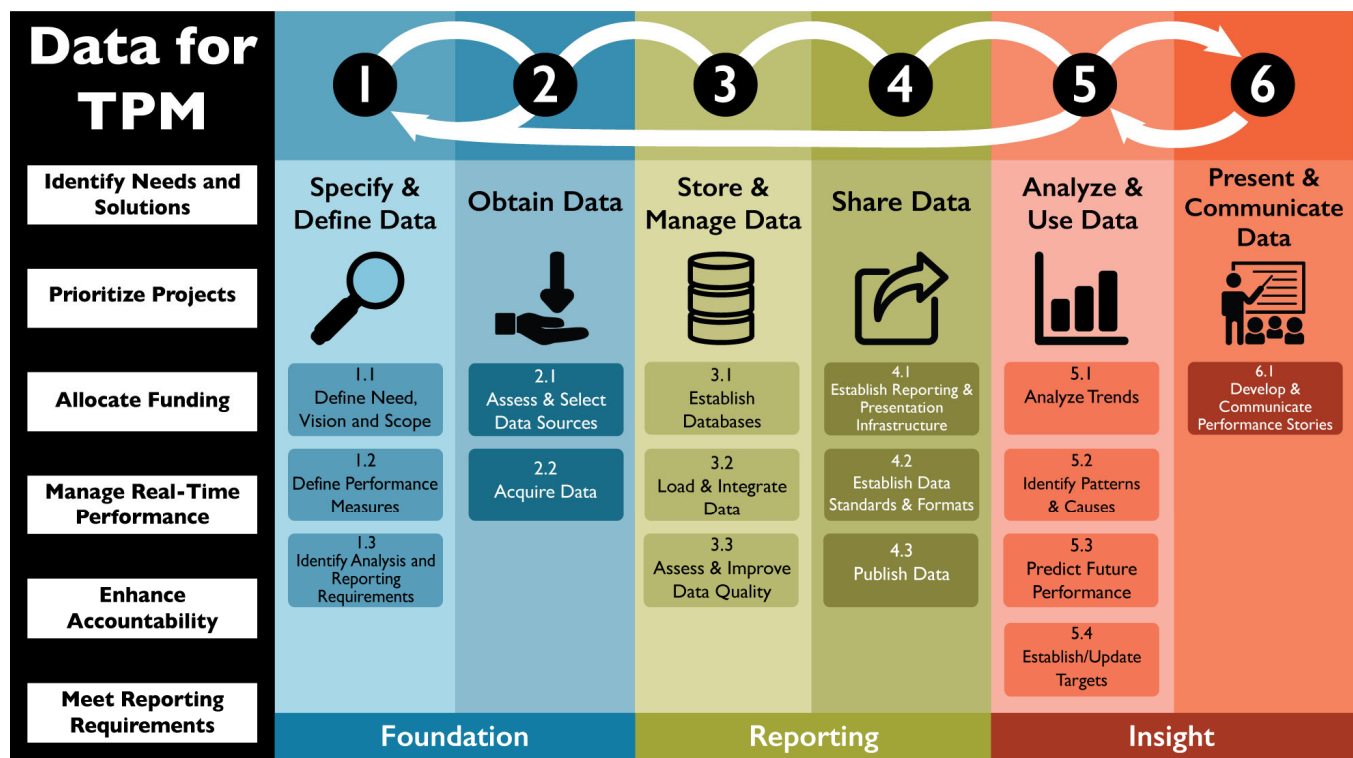 Data for
TPM
Identify Needs and
Solutions
Prioritize Projects
Allocate Funding
Manage Real-Time
Performance
Enhance
Accountability
Meet Reporting
Requirements
1
2
3
4
5
6
Specify &
Define Data
Obtain Data
Store &
Manage Data
Share Data
Analyze &
Use Data
Present &
Communicate
Data
1.1
Define Need,
Vision and Scope
1.2
Define Performance
Measures
1.3
Identify Analysis and
Reporting
Requirements
2.1
Assess & Select
Data Sources
2.2
Acquire Data
3.1
Establish
Databases
3.2
Load & Integrate
Data
3.3
Assess & Improve
Data Quality
4.1
Establish Reporting &
Presentation
Infrastructure
4.2
Establish Data
Standards & Formats
4.3
Publish Data
5.1
Analyze Trends
5.2
Identify Patterns
& Causes
5.3
Predict Future
Performance
5.4
Establish/Update
Targets
6.1
Develop &
Communicate
Performance Stories
Foundation
Reporting
Insight